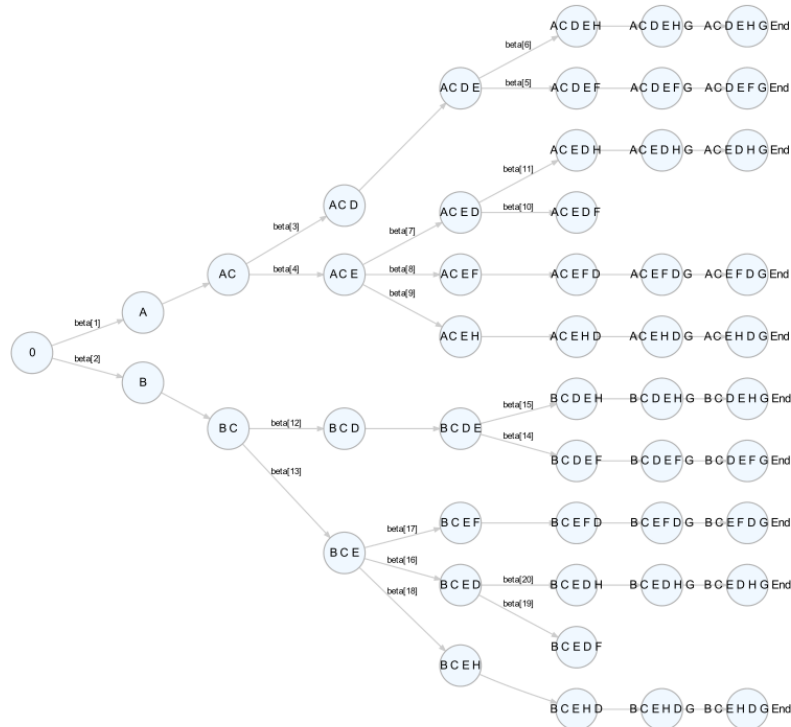 A C D E H A C D E H G A C D E H G End
beta[6]
A C D E beta[5] A C D E F A C D E F G A C D E F G End
A C E D H A C E D H G A C E D H G End
beta[11]
A C D
A C E D beta[10] A C E D F
beta[3] beta[7]
A C beta[4] A C E beta[8] A C E F A C E F D A C E F D G A C E F D G End
beta[9]
A
beta[1]
A C E H A C E H D A C E H D G A C E H D G End
0
beta[2]
B
B C D E H B C D E H G B C D E H G End
beta[15]
B C beta[12] B C D B C D E
beta[14]
B C D E F B C D E F G B C D E F G End
beta[13]
B C E F B C E F D B C E F D G B C E F D G End
beta[17]
B C E
beta[16]
B C E D beta[20] B C E D H B C E D H G B C E D H G End
beta[18] beta[19]
B C E D F
B C E H
B C E H D B C E H D G B C E H D G End